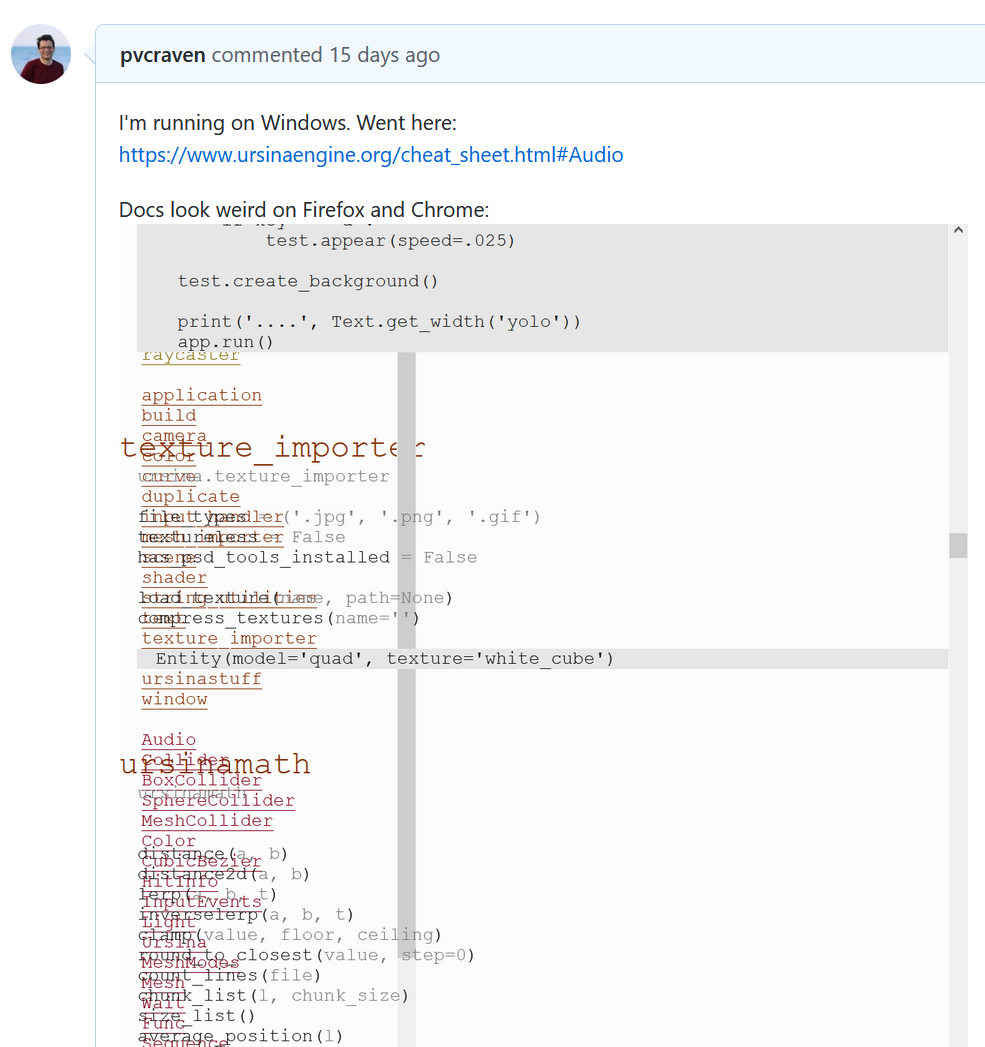 pvcraven commented 15 days ago
I'm running on Windows. Went here:
https://www.ursinaengine.org/cheat_sheet.html#Audio
Docs look weird on Firefox and Chrome:
test.appear(speed=.025)
test.create_background()
print('....', Text.get_width('yolo'))
app.run()
raycaster
application
build
camera
texture_importer
color
curve
ursina.texture_importer
duplicate
input_handler
file_types = ('.jpg', '.png', '.gif')
mesh_importer
textureless = False
scene
has_psd_tools_installed = False
shader
string_utilities
load_texture(name, path=None)
text
compress_textures(name='')
texture_importer
Entity(model='quad', texture='white_cube')
ursinastuff
window
Audio
Collider
ursinamath
BoxCollider
ursinamath
SphereCollider
MeshCollider
Color
distance(a, b)
CubicBezier
distance2d(a, b)
HitInfo
lerp(a, b, t)
InputEvents
inverselerp(a, b, t)
Light
clamp(value, floor, ceiling)
Ursina
round_to_closest(value, step=0)
MeshModes
count_lines(file)
Mesh
chunk_list(l, chunk_size)
Wait
size_list()
Func
average_position(l)
Sequence